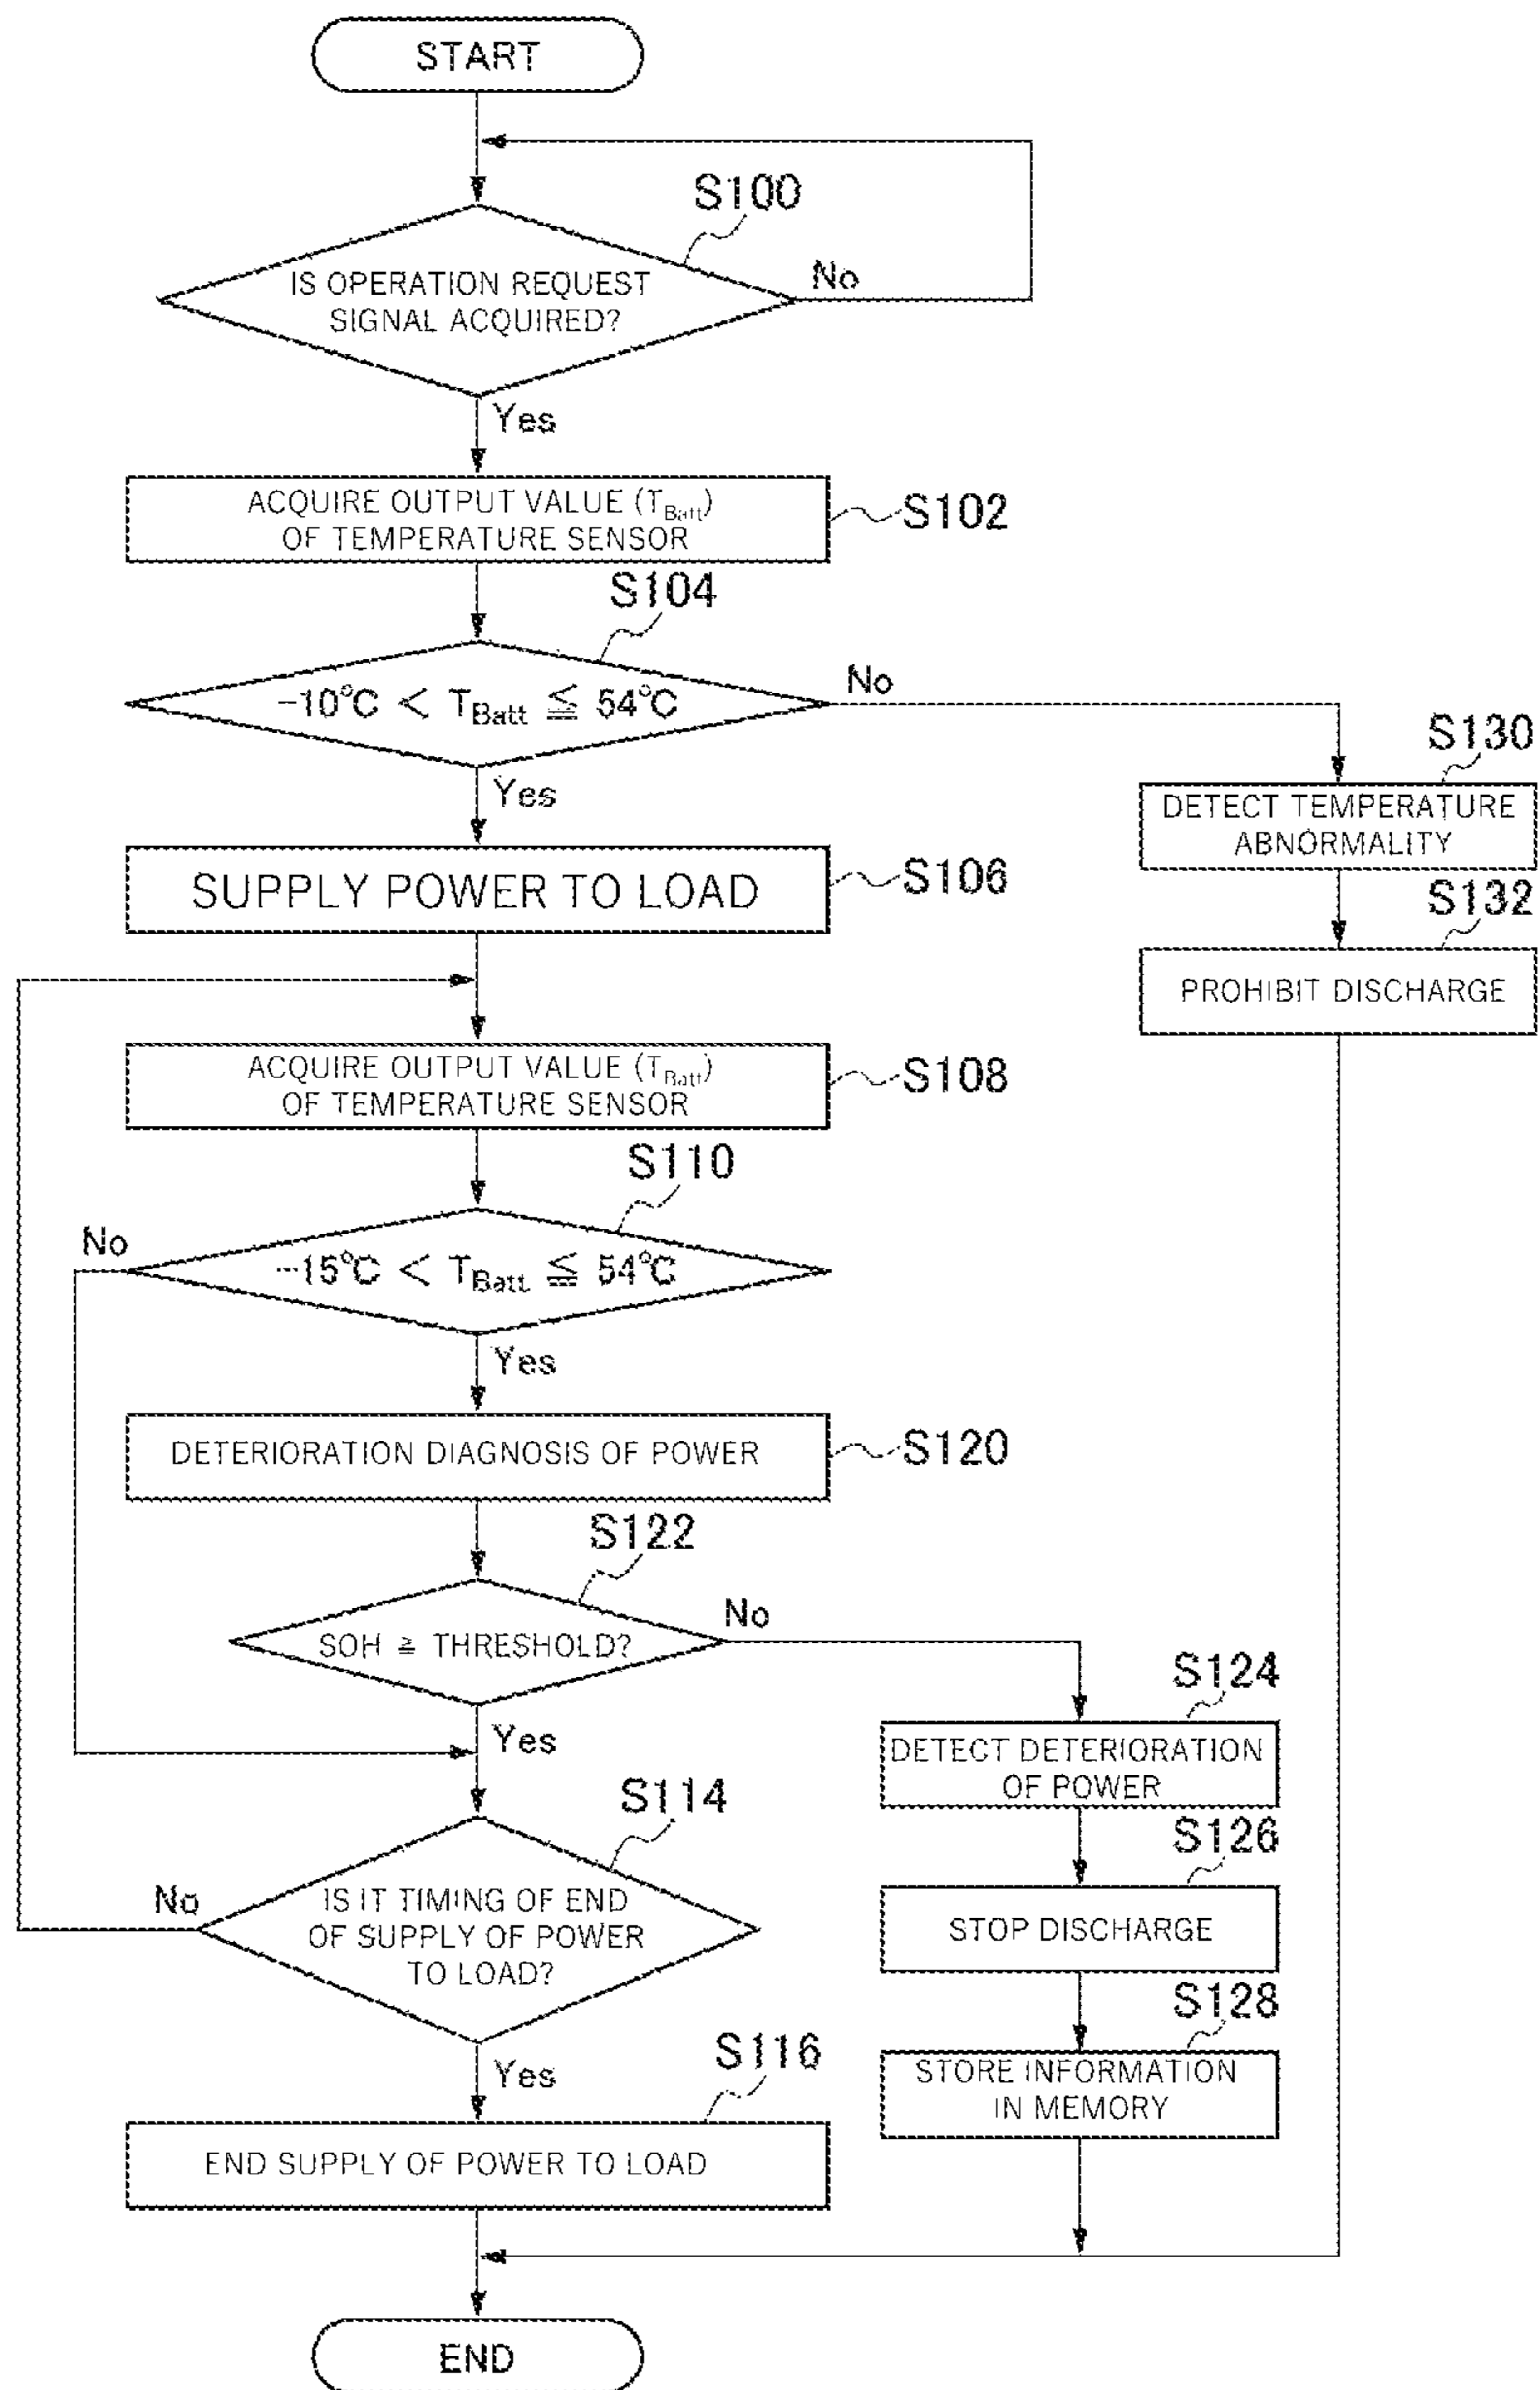 START
S100
IS OPERATION REQUEST
SIGNAL ACQUIRED?
No
Yes
ACQUIRE OUTPUT VALUE (TBatt)
OF TEMPERATURE SENSOR
S102
S104
-10°C < TBatt ≦ 54°C
No
Yes
S130
DETECT TEMPERATURE
ABNORMALITY
SUPPLY POWER TO LOAD
S106
S132
PROHIBIT DISCHARGE
ACQUIRE OUTPUT VALUE (TBatt)
OF TEMPERATURE SENSOR
S108
S110
No
-15°C < TBatt ≦ 54°C
Yes
DETERIORATION DIAGNOSIS OF POWER
S120
S122
SOH ≧ THRESHOLD?
No
Yes
S124
DETECT DETERIORATION
OF POWER
S114
IS IT TIMING OF END
OF SUPPLY OF POWER
TO LOAD?
No
Yes
S126
STOP DISCHARGE
S128
STORE INFORMATION
IN MEMORY
S116
END SUPPLY OF POWER TO LOAD
END